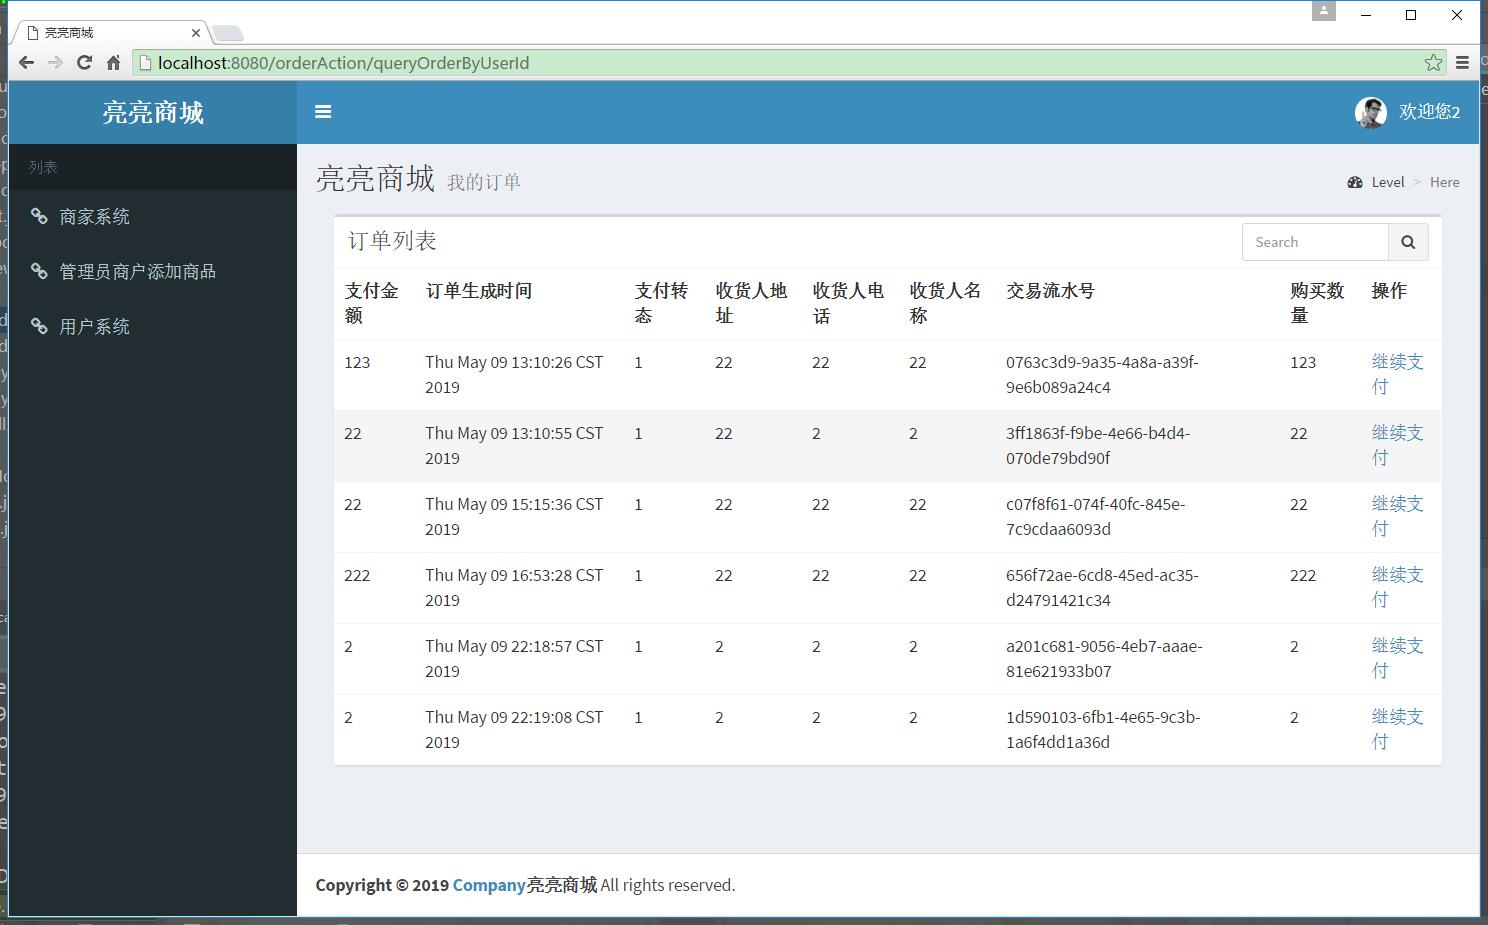 亮亮商城
localhost:8080/orderAction/queryOrderByUserId
亮亮商城
欢迎您2
列表
商家系统
管理员商户添加商品
用户系统
亮亮商城 我的订单
Level > Here
订单列表
Search
支付金额 订单生成时间 支付转态 收货人地址 收货人电话 收货人名称 交易流水号 购买数量 操作
123 Thu May 09 13:10:26 CST 2019 1 22 22 22 0763c3d9-9a35-4a8a-a39f-9e6b089a24c4 123 继续支付
22 Thu May 09 13:10:55 CST 2019 1 22 2 2 3ff1863f-f9be-4e66-b4d4-070de79bd90f 22 继续支付
22 Thu May 09 15:15:36 CST 2019 1 22 22 22 c07f8f61-074f-40fc-845e-7c9cdaa6093d 22 继续支付
222 Thu May 09 16:53:28 CST 2019 1 22 22 22 656f72ae-6cd8-45ed-ac35-d24791421c34 222 继续支付
2 Thu May 09 22:18:57 CST 2019 1 2 2 2 a201c681-9056-4eb7-aaae-81e621933b07 2 继续支付
2 Thu May 09 22:19:08 CST 2019 1 2 2 2 1d590103-6fb1-4e65-9c3b-1a6f4dd1a36d 2 继续支付
Copyright © 2019 Company亮亮商城 All rights reserved.